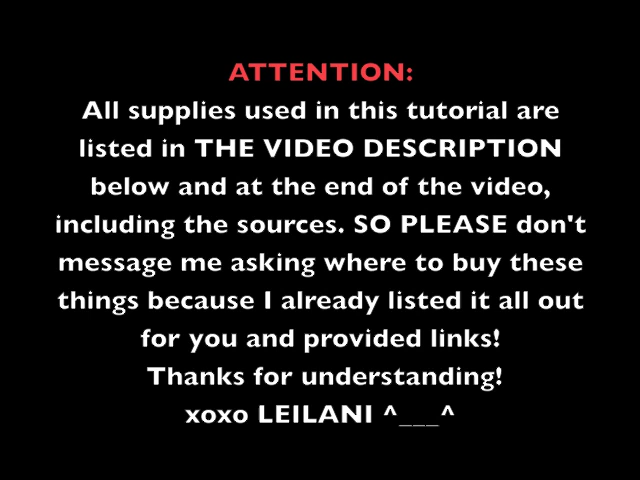 ATTENTION:
All supplies used in this tutorial are
listed in THE VIDEO DESCRIPTION
below and at the end of the video,
including the sources. SO PLEASE don't
message me asking where to buy these
things because I already listed it all out
for you and provided links!
Thanks for understanding!
xoxo LEILANI ^___^